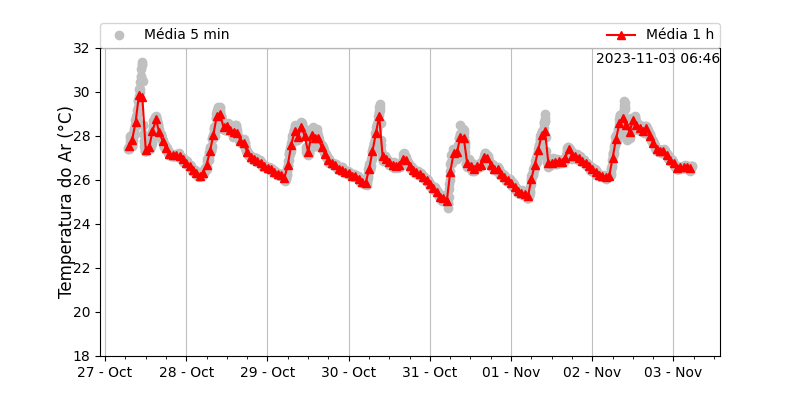 Média 5 min
Média 1 h
2023-11-03 06:46
Temperatura do Ar (°C)
32
30
28
26
24
22
20
18
27 - Oct
28 - Oct
29 - Oct
30 - Oct
31 - Oct
01 - Nov
02 - Nov
03 - Nov